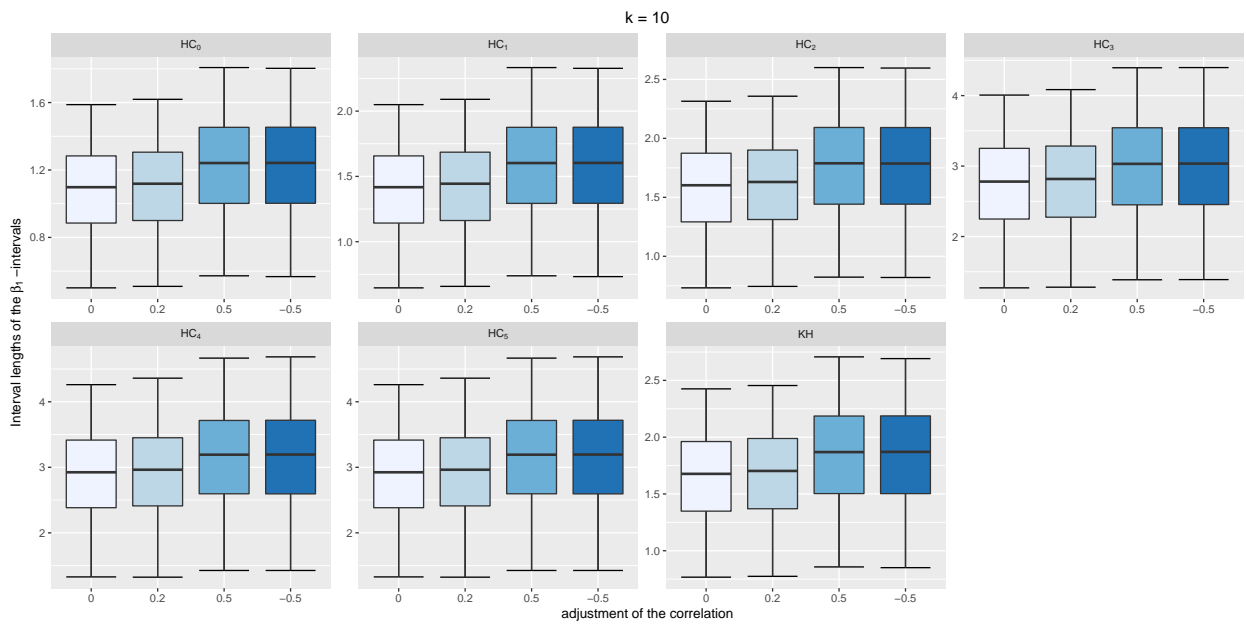 k = 10
HC₀
HC₁
HC₂
HC₃
1.6
1.2
0.8
2.0
1.5
1.0
2.5
2.0
1.5
1.0
4
3
2
0 0.2 0.5 −0.5
0 0.2 0.5 −0.5
0 0.2 0.5 −0.5
0 0.2 0.5 −0.5
Interval lengths of the β₁ −intervals
HC₄
HC₅
KH
4
3
2
4
3
2
2.5
2.0
1.5
1.0
0 0.2 0.5 −0.5
0 0.2 0.5 −0.5
0 0.2 0.5 −0.5
adjustment of the correlation